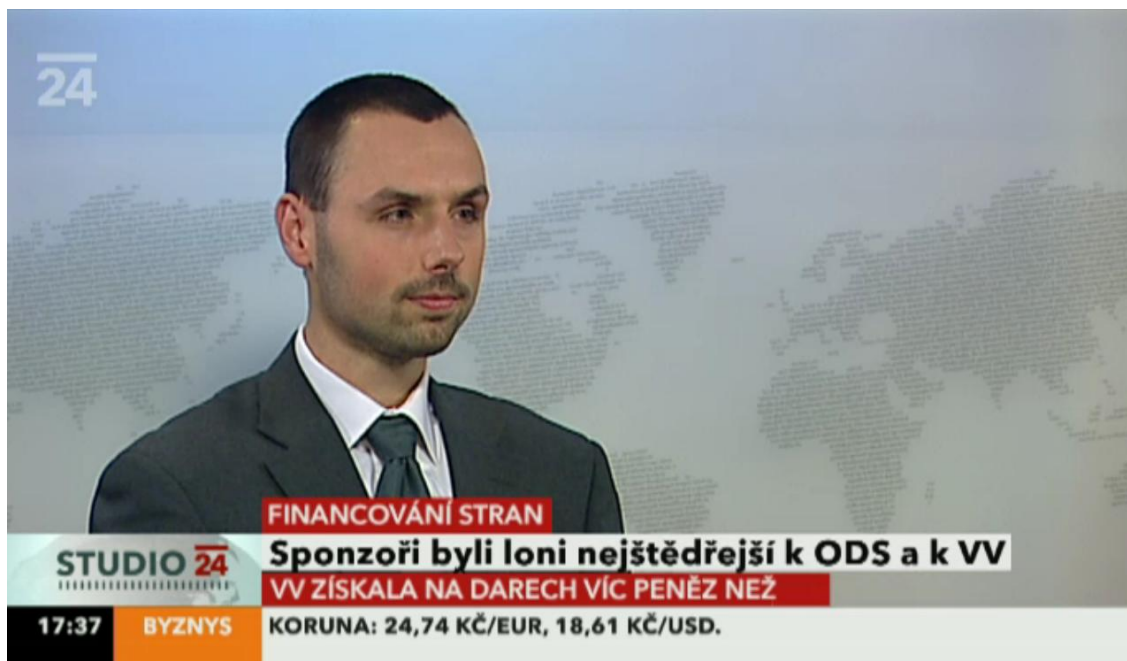 24
FINANCOVÁNÍ STRAN
STUDIO 24
Sponzoři byli loni nejštědřejší k ODS a k VV
VV ZÍSKALA NA DARECH VÍC PENĚZ NEŽ
17:37 BYZNYS KORUNA: 24,74 KČ/EUR, 18,61 KČ/USD.